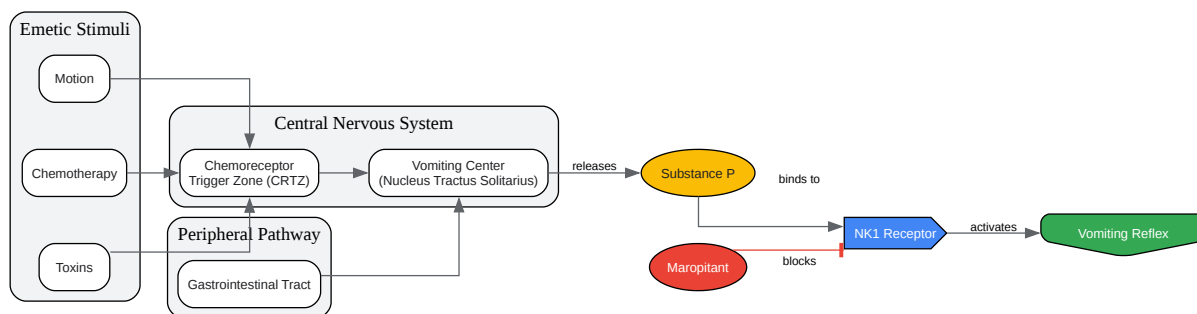 Emetic Stimuli
Motion
Chemotherapy
Toxins
Central Nervous System
Chemoreceptor
Trigger Zone (CRTZ)
Vomiting Center
(Nucleus Tractus Solitarius)
Peripheral Pathway
Gastrointestinal Tract
releases
Substance P
binds to
Maropitant
blocks
NK1 Receptor
activates
Vomiting Reflex